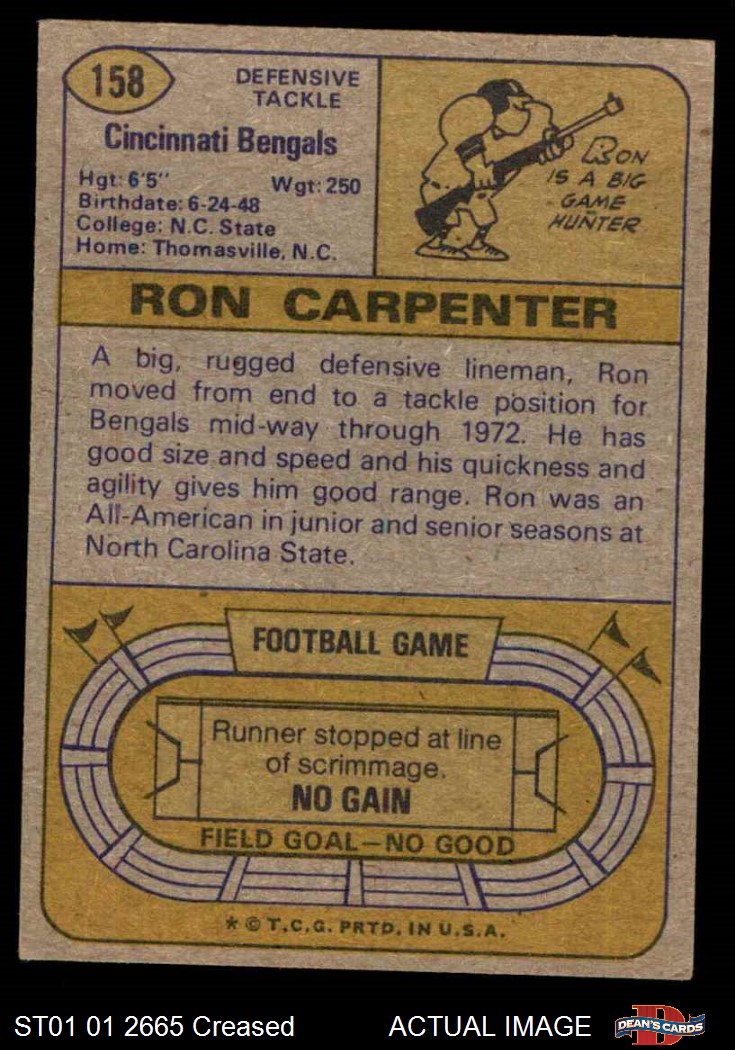 158
DEFENSIVE
TACKLE
Cincinnati Bengals
Hgt: 6'5" Wgt: 250
Birthdate: 6-24-48
College: N.C. State
Home: Thomasville, N.C.
RON
IS A BIG
GAME
HUNTER
RON CARPENTER
A big, rugged defensive lineman, Ron
moved from end to a tackle position for
Bengals mid-way through 1972. He has
good size and speed and his quickness and
agility gives him good range. Ron was an
All-American in junior and senior seasons at
North Carolina State.
FOOTBALL GAME
Runner stopped at line
of scrimmage.
NO GAIN
FIELD GOAL—NO GOOD
* © T.C.G. PRTD. IN U.S.A.
ST01 01 2665 Creased ACTUAL IMAGE
D
DEAN'S CARDS